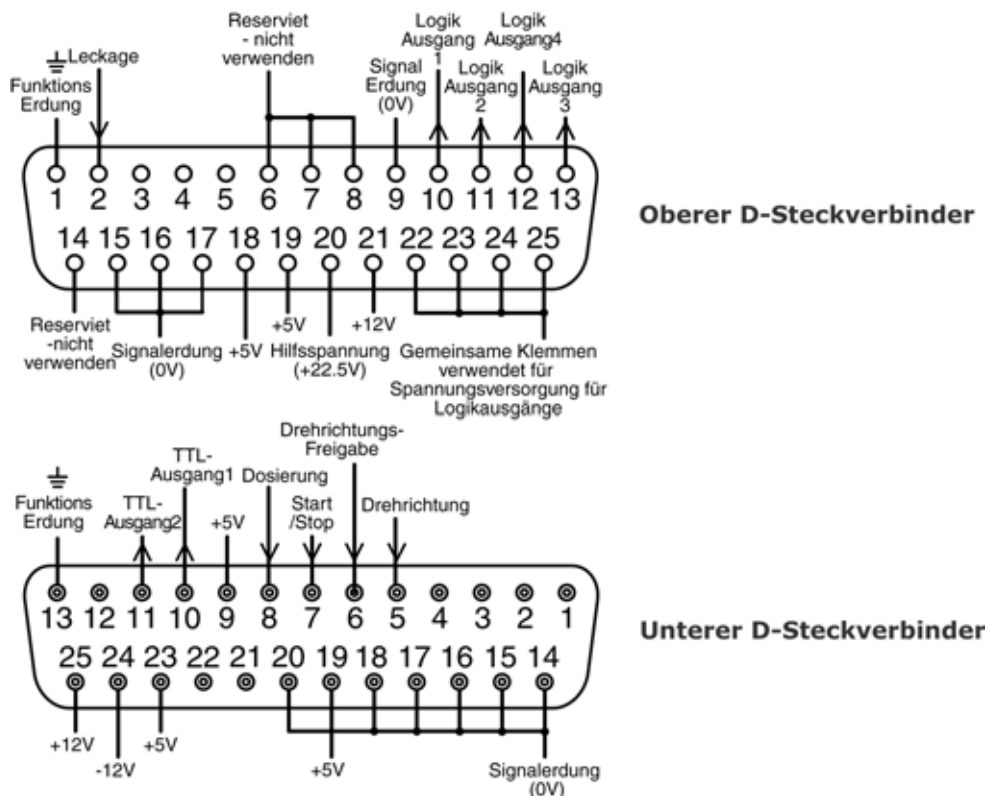 Reserviet
- nicht
verwenden
Logik
Ausgang
1
Logik
Ausgang4
Leckage
Funktions
Erdung
Signal
Erdung
(0V)
Logik
Ausgang
2
Logik
Ausgang
3
1 2 3 4 5 6 7 8 9 10 11 12 13
Oberer D-Steckverbinder
14 15 16 17 18 19 20 21 22 23 24 25
Reserviet
-nicht
verwenden
Signalerdung
(0V)
+5V
+5V
Hilfsspannung
(+22.5V)
+12V
Gemeinsame Klemmen
verwendet für
Spannungsversorgung für
Logikausgänge
Drehrichtungs-
Freigabe
TTL-
Ausgang1
Dosierung
Funktions
Erdung
TTL-
Ausgang2
+5V
Start
/Stop
Drehrichtung
13 12 11 10 9 8 7 6 5 4 3 2 1
Unterer D-Steckverbinder
25 24 23 22 21 20 19 18 17 16 15 14
+12V
-12V
+5V
+5V
Signalerdung
(0V)